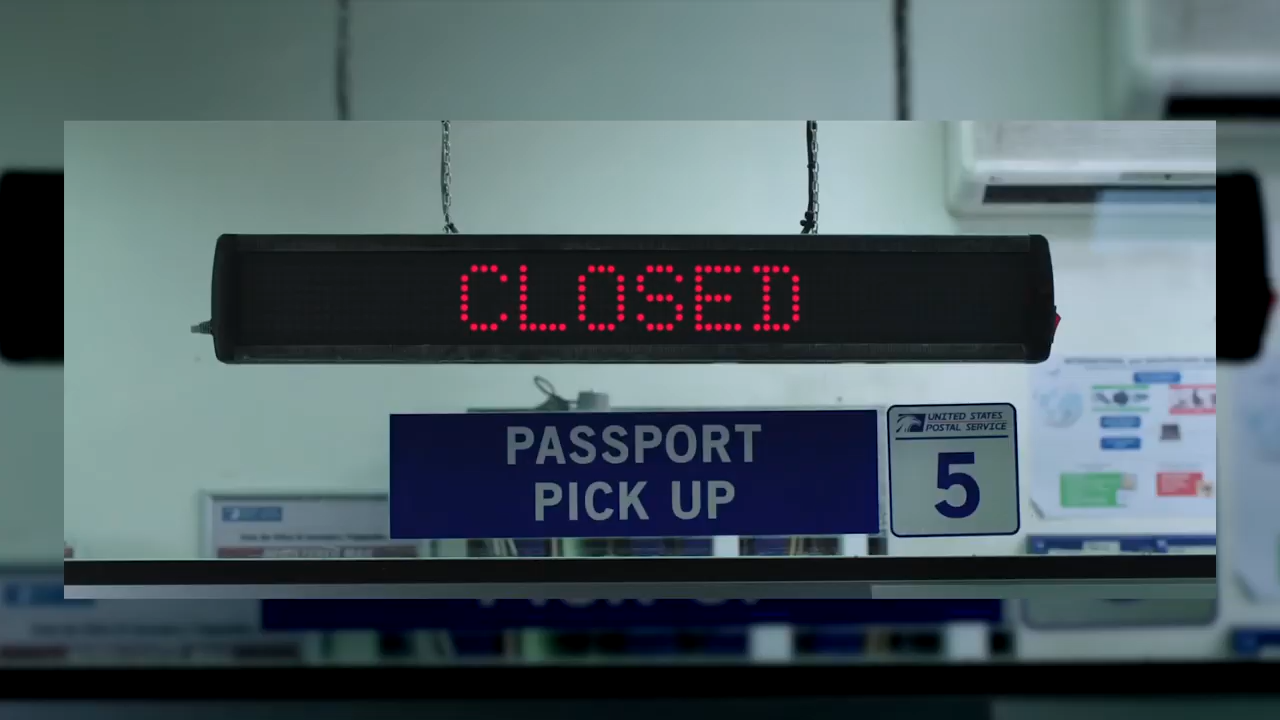 CLOSED
PASSPORT
PICK UP
UNITED STATES
POSTAL SERVICE
5